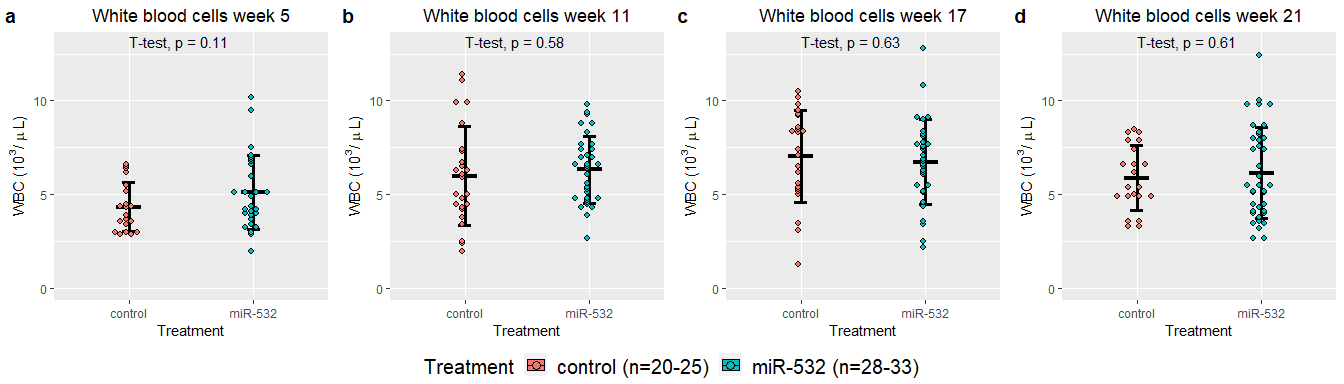 a White blood cells week 5
T-test, p = 0.11
WBC (10³/ μ L)
10
5
0
control miR-532
Treatment
b White blood cells week 11
T-test, p = 0.58
WBC (10³/ μ L)
10
5
0
control miR-532
Treatment
c White blood cells week 17
T-test, p = 0.63
WBC (10³/ μ L)
10
5
0
control miR-532
Treatment
d White blood cells week 21
T-test, p = 0.61
WBC (10³/ μ L)
10
5
0
control miR-532
Treatment
Treatment control (n=20-25) miR-532 (n=28-33)